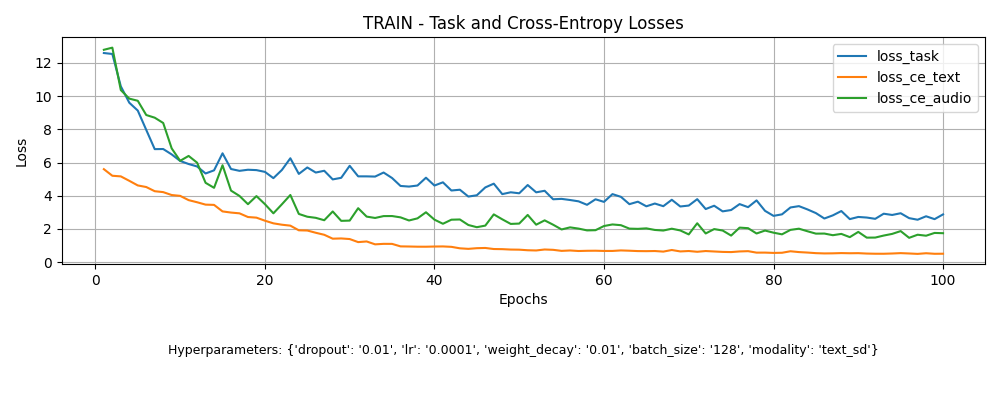 TRAIN - Task and Cross-Entropy Losses
loss_task
loss_ce_text
loss_ce_audio
Loss
12
10
8
6
4
2
0
0 20 40 60 80 100
Epochs
Hyperparameters: {'dropout': '0.01', 'lr': '0.0001', 'weight_decay': '0.01', 'batch_size': '128', 'modality': 'text_sd'}